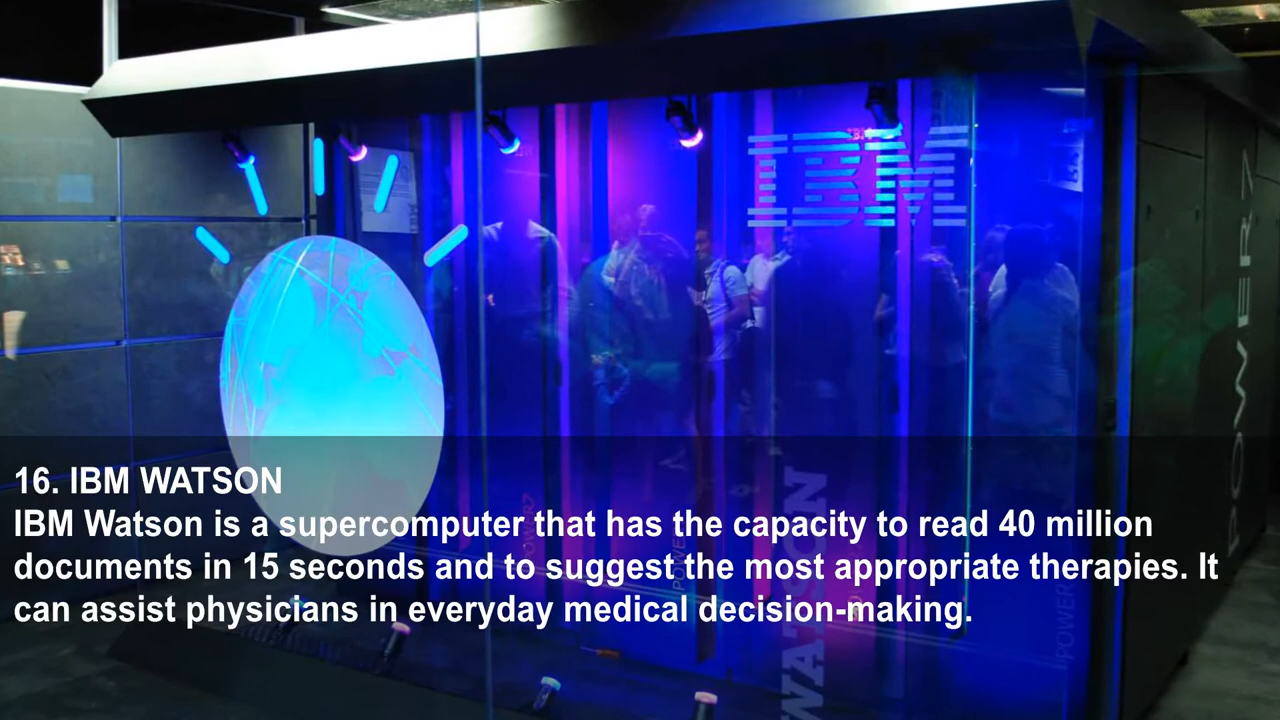 IBM
POWER7
WATSON
16. IBM WATSON
IBM Watson is a supercomputer that has the capacity to read 40 million
documents in 15 seconds and to suggest the most appropriate therapies. It
can assist physicians in everyday medical decision-making.